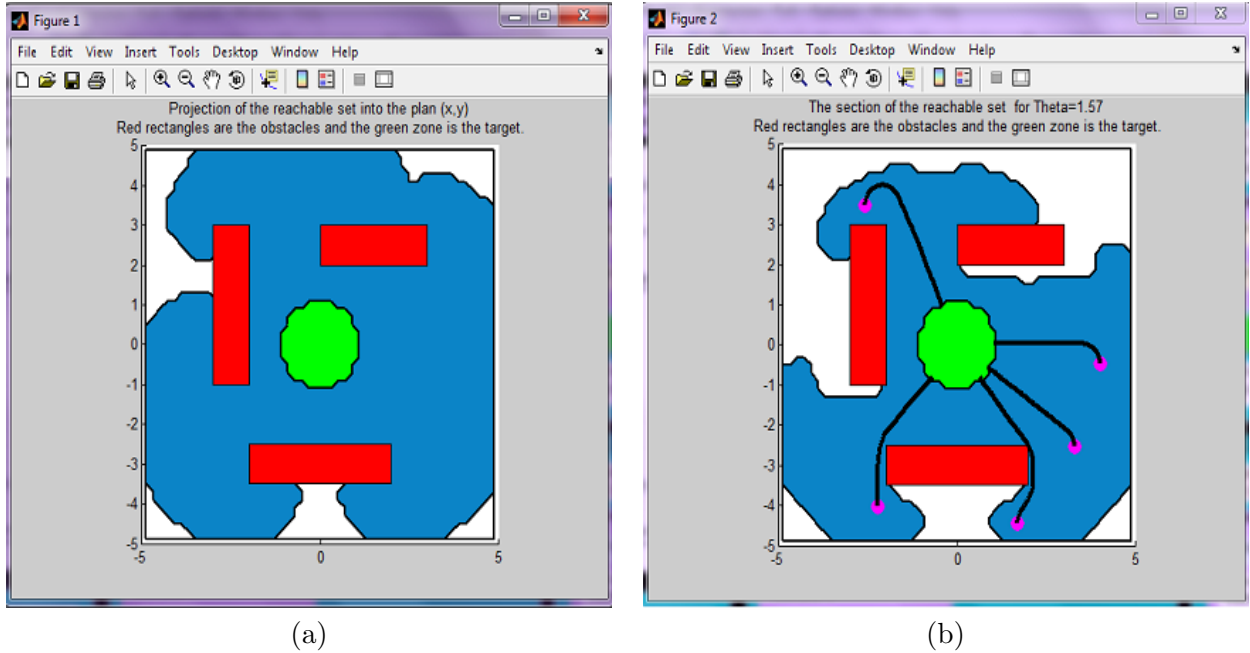 Figure 1
File Edit View Insert Tools Desktop Window Help
Projection of the reachable set into the plan (x,y)
Red rectangles are the obstacles and the green zone is the target.
5
4
3
2
1
0
-1
-2
-3
-4
-5
-5 0 5
(a)
Figure 2
File Edit View Insert Tools Desktop Window Help
The section of the reachable set for Theta=1.57
Red rectangles are the obstacles and the green zone is the target.
5
4
3
2
1
0
-1
-2
-3
-4
-5
-5 0 5
(b)